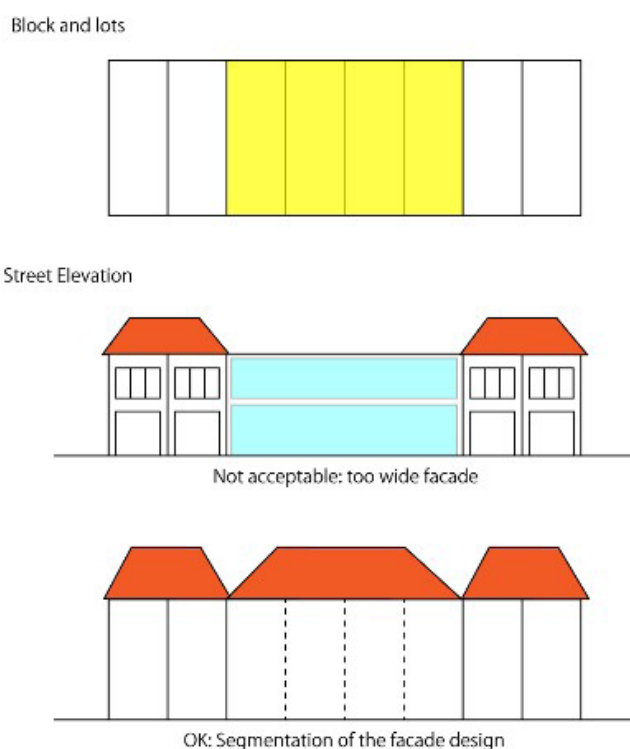 Block and lots
Street Elevation
Not acceptable: too wide facade
OK: Segmentation of the facade design